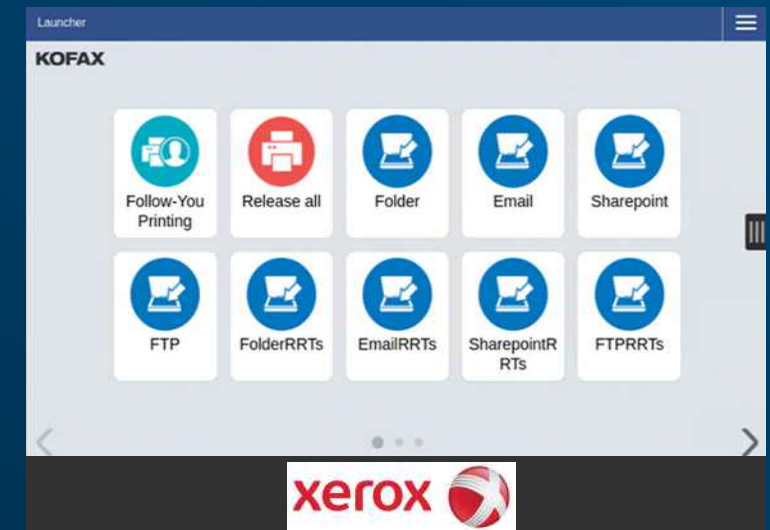 Launcher
KOFAX
Follow-You
Printing
Release all
Folder
Email
Sharepoint
FTP
FolderRRTs
EmailRRTs
SharepointR
RTs
FTPRRTs
xerox